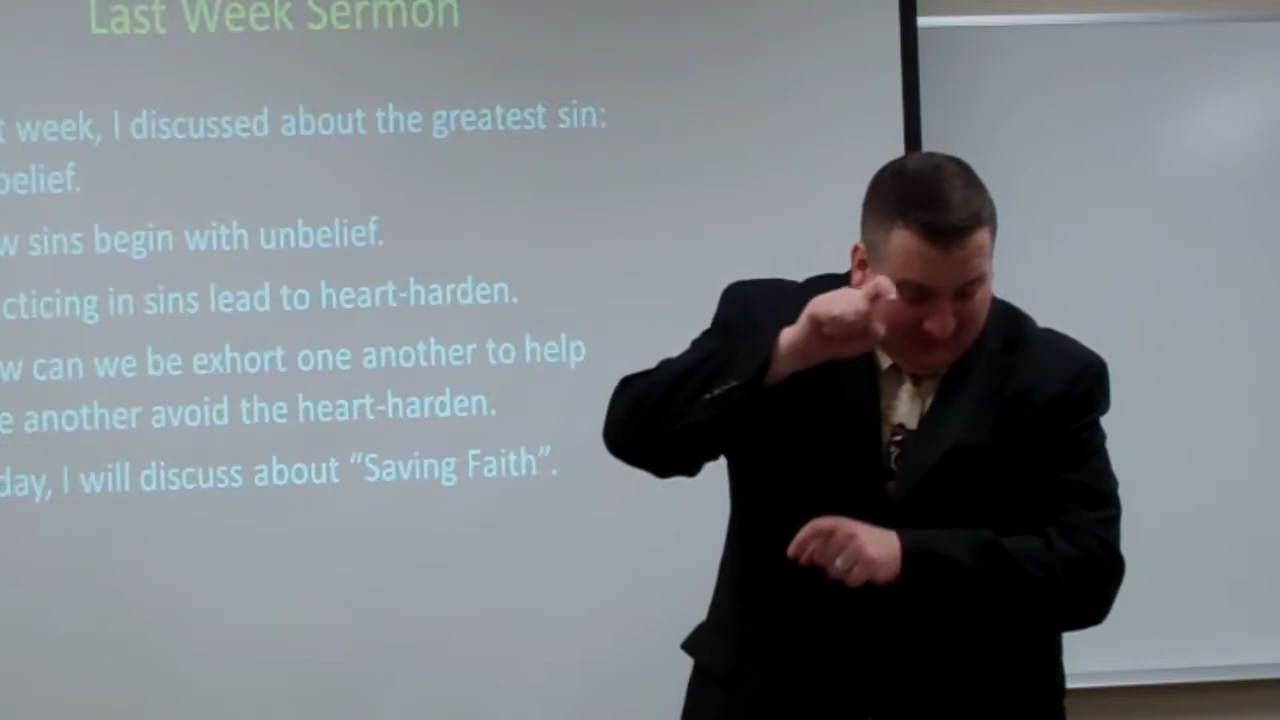 Last Week Sermon
t week, I discussed about the greatest sin:
belief.
w sins begin with unbelief.
cticing in sins lead to heart-harden.
w can we be exhort one another to help
e another avoid the heart-harden.
day, I will discuss about “Saving Faith”.